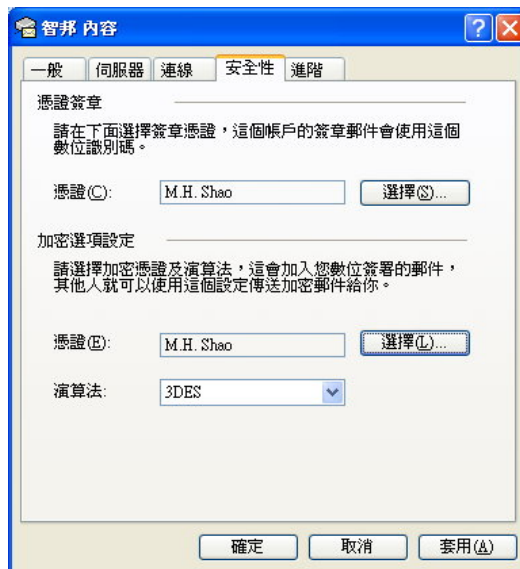 智邦 內容
一般 伺服器 連線 安全性 進階
憑證簽章
請在下面選擇簽章憑證，這個帳戶的簽章郵件會使用這個
數位識別碼。
憑證(C): M.H. Shao 選擇(S)...
加密選項設定
請選擇加密憑證及演算法，這會加入您數位簽署的郵件，
其他人就可以使用這個設定傳送加密郵件給你。
憑證(E): M.H. Shao 選擇(L)...
演算法: 3DES
確定 取消 套用(A)